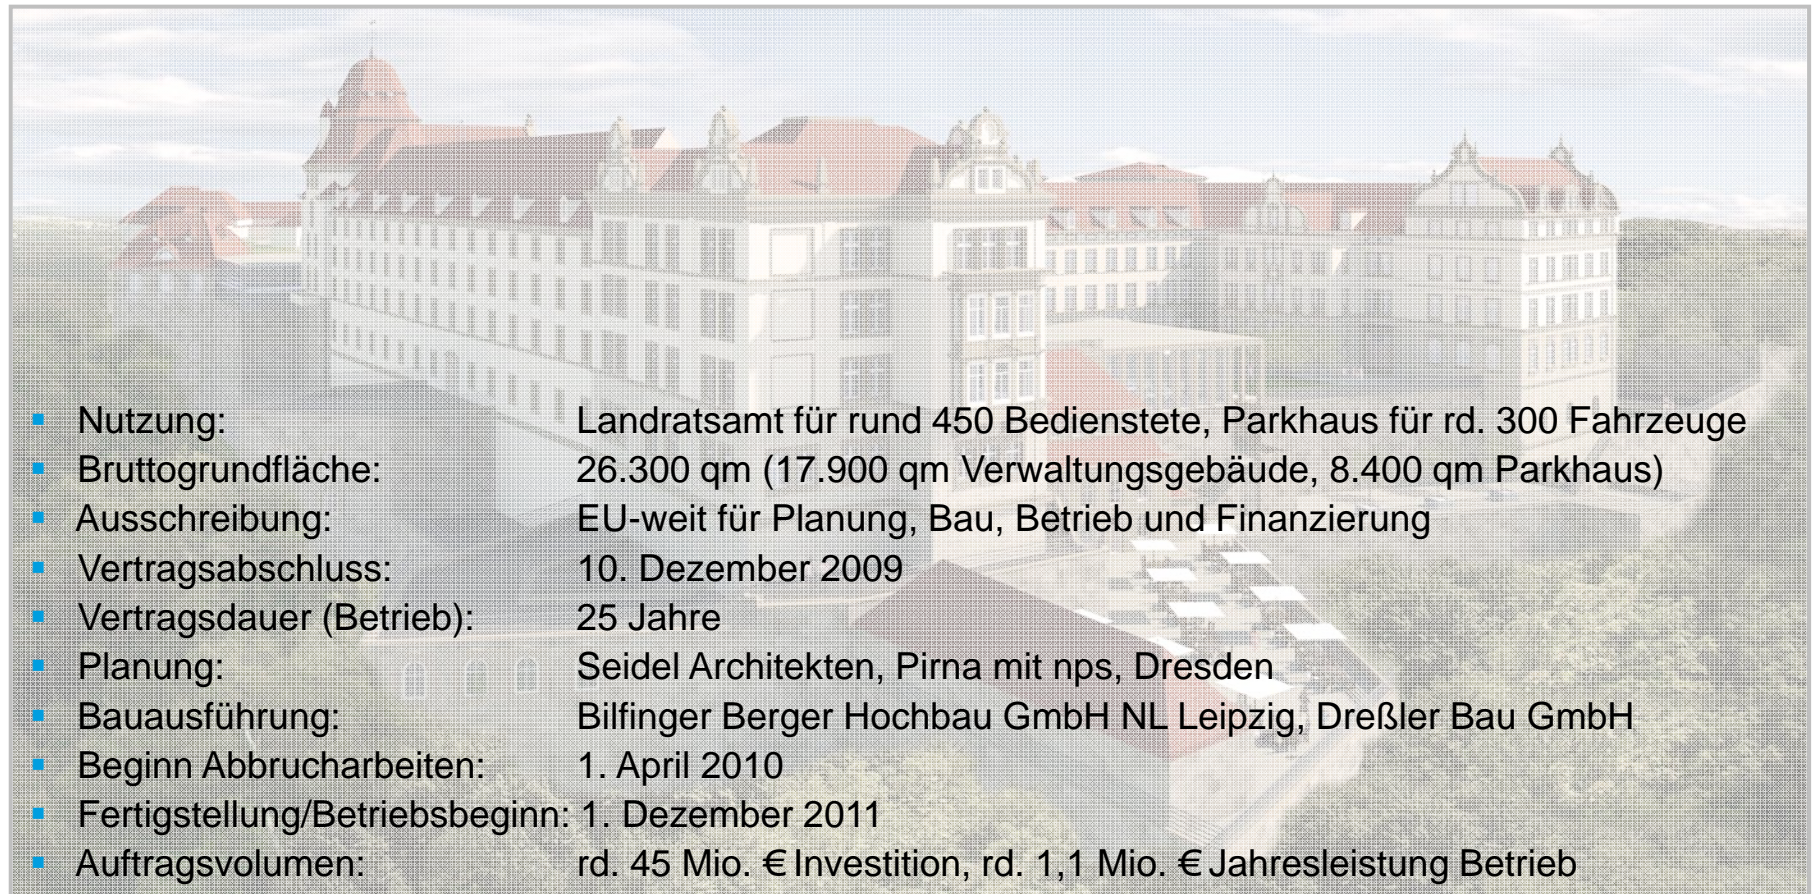 ▪ Nutzung: Landratsamt für rund 450 Bedienstete, Parkhaus für rd. 300 Fahrzeuge
▪ Bruttogrundfläche: 26.300 qm (17.900 qm Verwaltungsgebäude, 8.400 qm Parkhaus)
▪ Ausschreibung: EU-weit für Planung, Bau, Betrieb und Finanzierung
▪ Vertragsabschluss: 10. Dezember 2009
▪ Vertragsdauer (Betrieb): 25 Jahre
▪ Planung: Seidel Architekten, Pirna mit nps, Dresden
▪ Bauausführung: Bilfinger Berger Hochbau GmbH NL Leipzig, Dreßler Bau GmbH
▪ Beginn Abbrucharbeiten: 1. April 2010
▪ Fertigstellung/Betriebsbeginn: 1. Dezember 2011
▪ Auftragsvolumen: rd. 45 Mio. € Investition, rd. 1,1 Mio. € Jahresleistung Betrieb